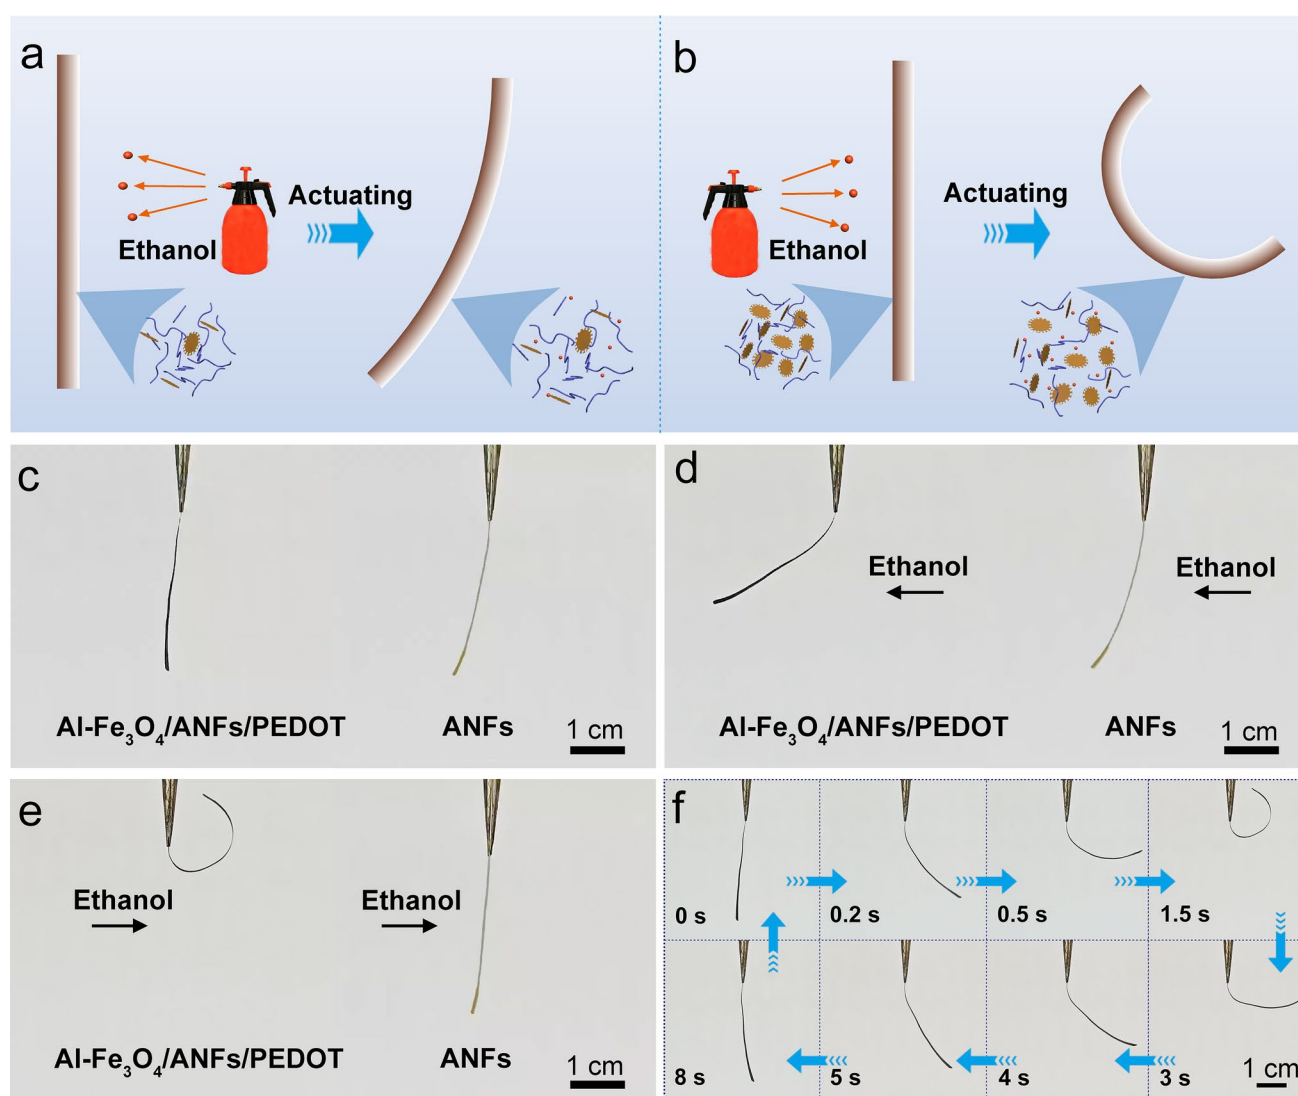 a
Actuating
Ethanol
b
Actuating
Ethanol
c
Al-Fe₃O₄/ANFs/PEDOT
ANFs
1 cm
d
Ethanol
Ethanol
Al-Fe₃O₄/ANFs/PEDOT
ANFs
1 cm
e
Ethanol
Ethanol
Al-Fe₃O₄/ANFs/PEDOT
ANFs
1 cm
f
0 s
0.2 s
0.5 s
1.5 s
8 s
5 s
4 s
3 s
1 cm